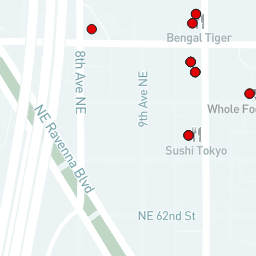 Bengal Tiger
8th Ave NE
9th Ave NE
Whole Fo
NE Ravenna Blvd
Sushi Tokyo
NE 62nd St